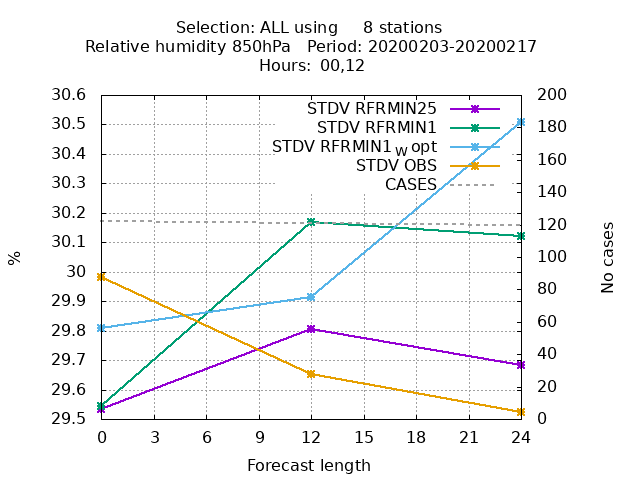 Selection: ALL using     8 stations
Relative humidity 850hPa   Period: 20200203-20200217
Hours: 00,12
STDV RFRMIN25
STDV RFRMIN1
STDV RFRMIN1wopt
STDV OBS
CASES
30.6
30.5
30.4
30.3
30.2
30.1
30
29.9
29.8
29.7
29.6
29.5
%
200
180
160
140
120
100
80
60
40
20
0
No cases
0 3 6 9 12 15 18 21 24
Forecast length